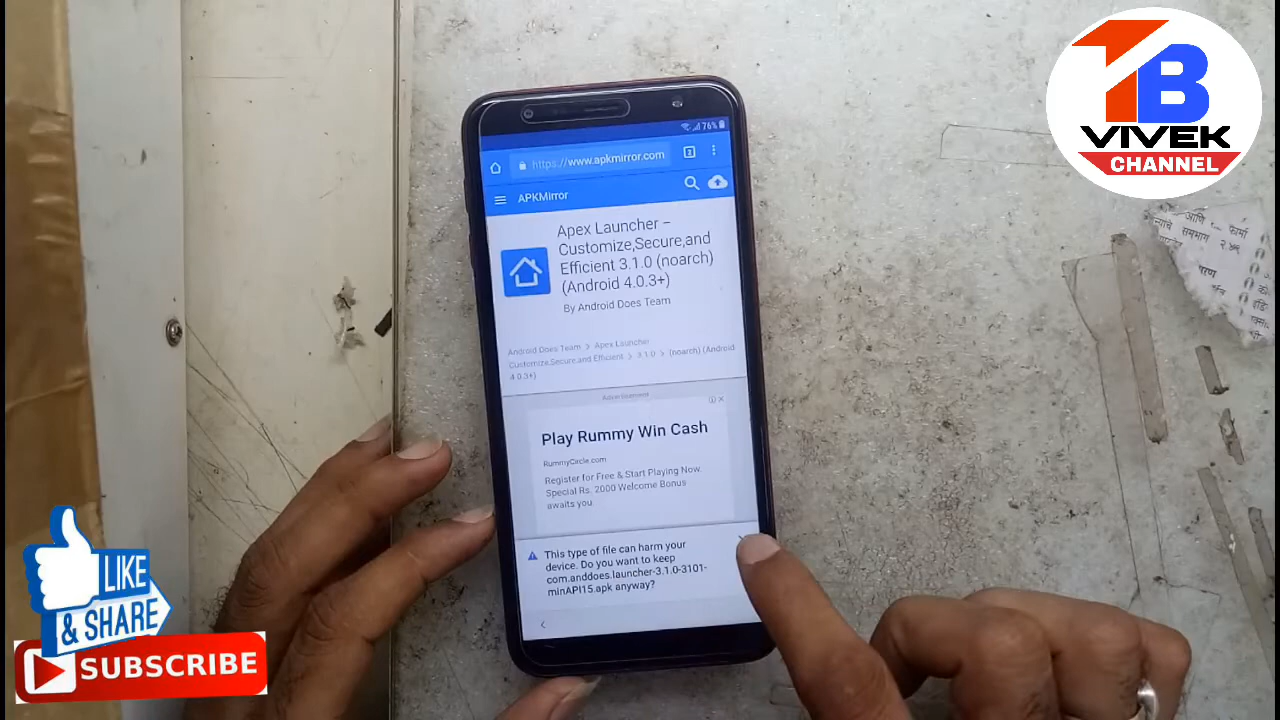 76%
https://www.apkmirror.com
APKMirror
Apex Launcher –
Customize,Secure,and
Efficient 3.1.0 (noarch)
(Android 4.0.3+)
By Android Does Team
Android Does Team > Apex Launcher
Customize,Secure,and Efficient > 3.1.0 > (noarch) (Android
4.0.3+)
Advertisement
Play Rummy Win Cash
RummyCircle.com
Register for Free & Start Playing Now.
Special Rs. 2000 Welcome Bonus
awaits you.
This type of file can harm your
device. Do you want to keep
com.anddoes.launcher-3.1.0-3101-
minAPI15.apk anyway?
TB
VIVEK
CHANNEL
आणि
फार्मा
समभाग
LIKE
& SHARE
SUBSCRIBE